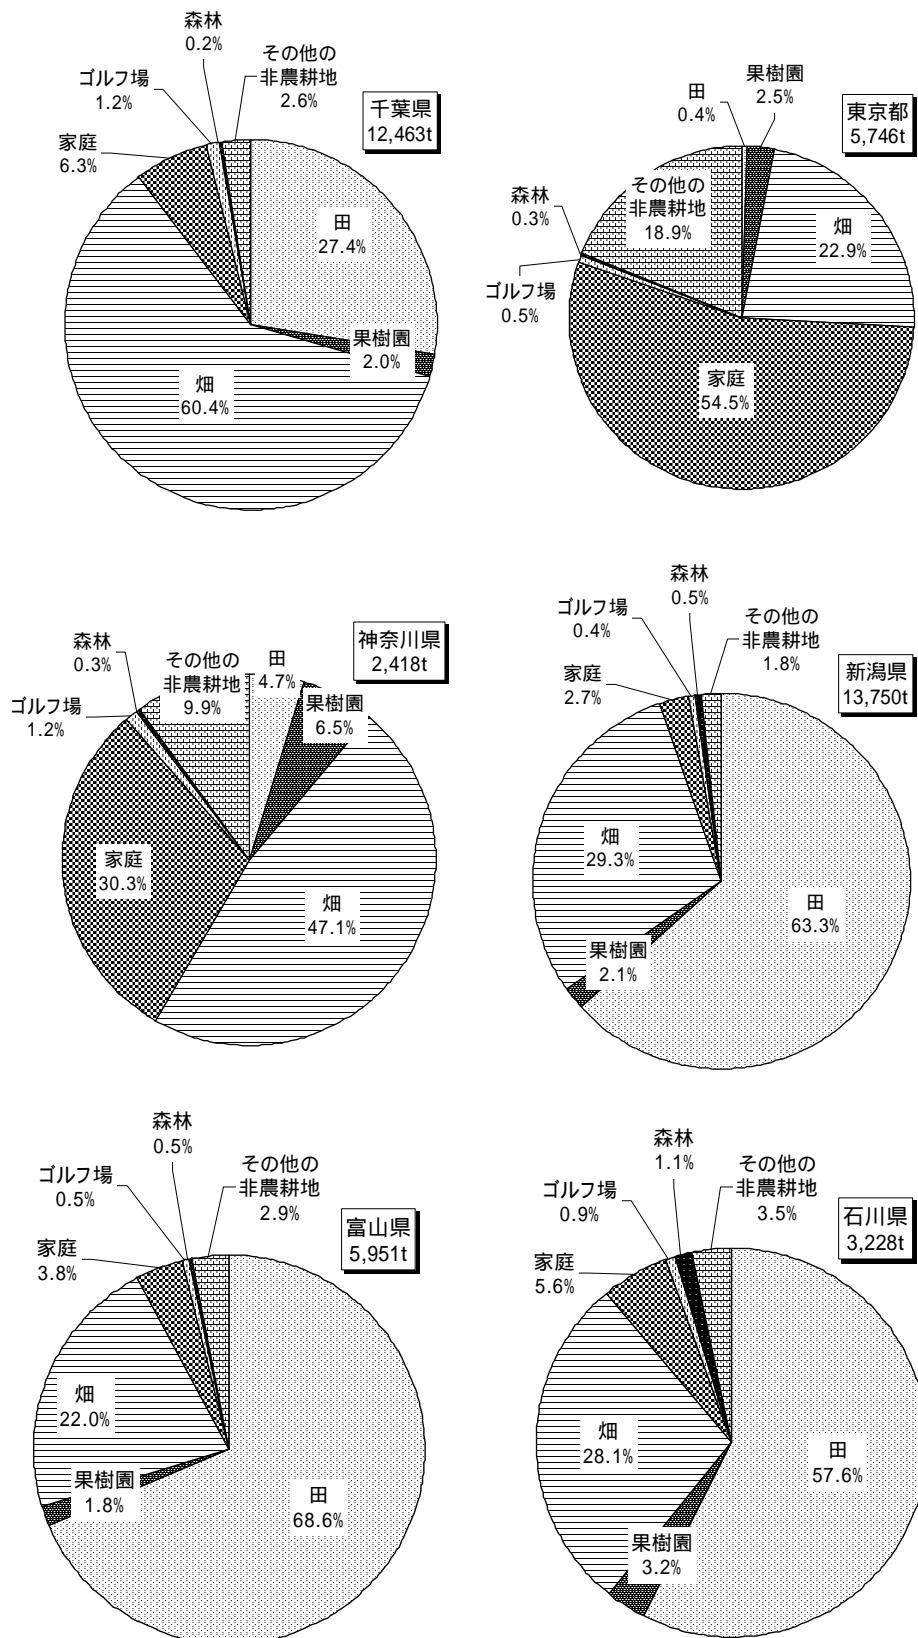 千葉県
12,463t
森林
0.2%
その他の
非農耕地
2.6%
ゴルフ場
1.2%
家庭
6.3%
田
27.4%
果樹園
2.0%
畑
60.4%
東京都
5,746t
田
0.4%
果樹園
2.5%
その他の
非農耕地
18.9%
森林
0.3%
ゴルフ場
0.5%
畑
22.9%
家庭
54.5%
神奈川県
2,418t
森林
0.3%
その他の
非農耕地
9.9%
田
4.7%
果樹園
6.5%
ゴルフ場
1.2%
家庭
30.3%
畑
47.1%
新潟県
13,750t
森林
0.5%
ゴルフ場
0.4%
その他の
非農耕地
1.8%
家庭
2.7%
畑
29.3%
田
63.3%
果樹園
2.1%
富山県
5,951t
森林
0.5%
その他の
非農耕地
2.9%
ゴルフ場
0.5%
家庭
3.8%
畑
22.0%
果樹園
1.8%
田
68.6%
石川県
3,228t
森林
1.1%
その他の
非農耕地
3.5%
ゴルフ場
0.9%
家庭
5.6%
畑
28.1%
田
57.6%
果樹園
3.2%